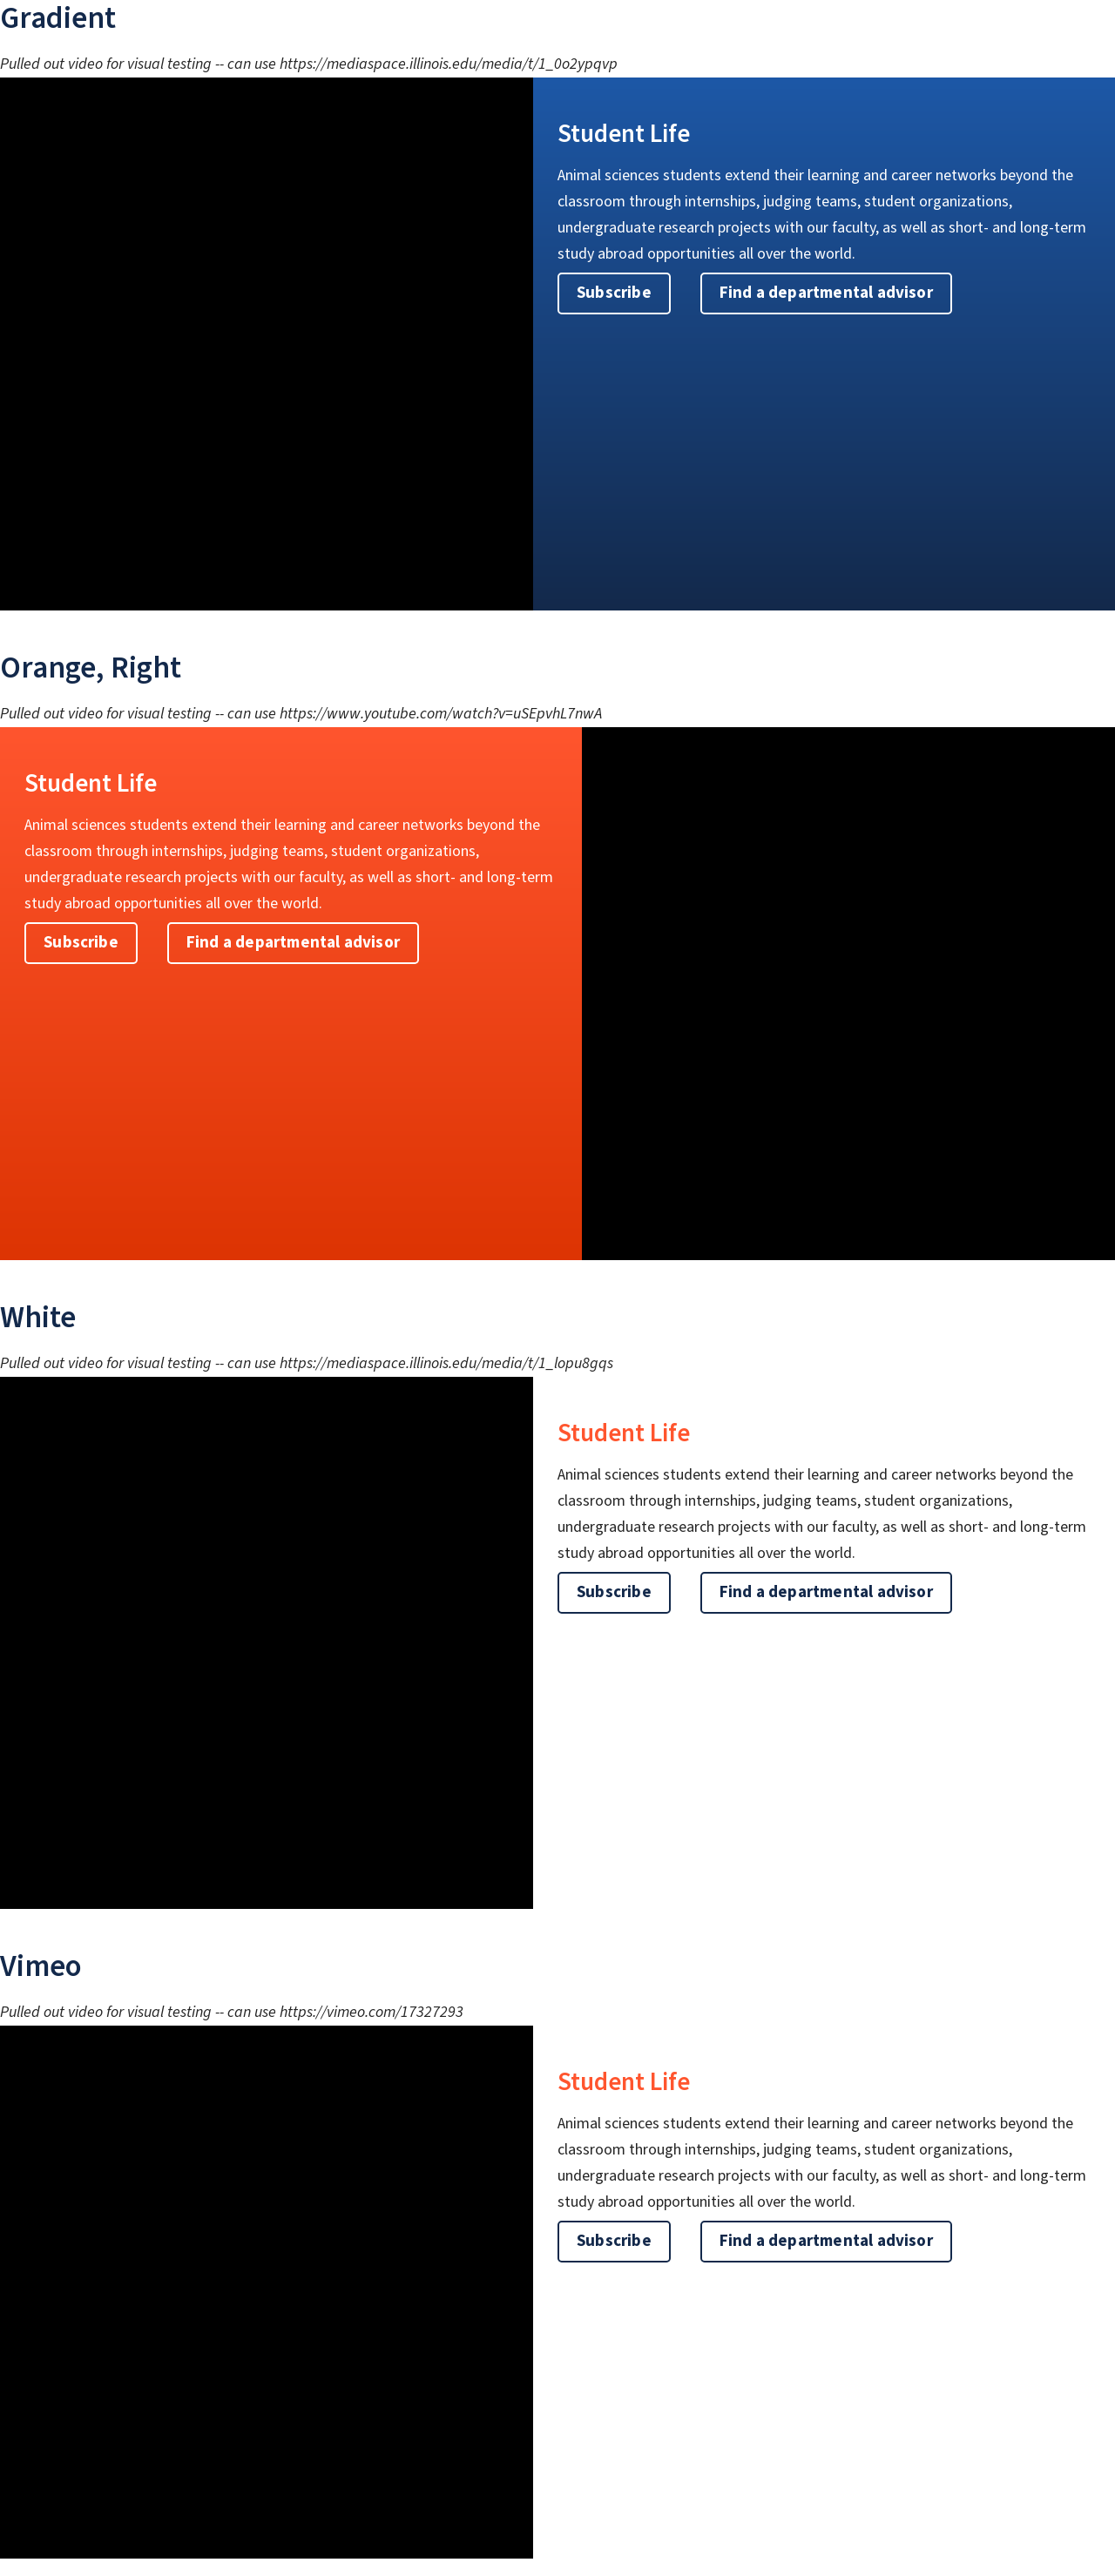 Gradient
Pulled out video for visual testing -- can use https://mediaspace.illinois.edu/media/t/1_0o2ypqvp
Student Life
Animal sciences students extend their learning and career networks beyond the
classroom through internships, judging teams, student organizations,
undergraduate research projects with our faculty, as well as short- and long-term
study abroad opportunities all over the world.
Subscribe
Find a departmental advisor
Orange, Right
Pulled out video for visual testing -- can use https://www.youtube.com/watch?v=uSEpvhL7nwA
Student Life
Animal sciences students extend their learning and career networks beyond the
classroom through internships, judging teams, student organizations,
undergraduate research projects with our faculty, as well as short- and long-term
study abroad opportunities all over the world.
Subscribe
Find a departmental advisor
White
Pulled out video for visual testing -- can use https://mediaspace.illinois.edu/media/t/1_lopu8gqs
Student Life
Animal sciences students extend their learning and career networks beyond the
classroom through internships, judging teams, student organizations,
undergraduate research projects with our faculty, as well as short- and long-term
study abroad opportunities all over the world.
Subscribe
Find a departmental advisor
Vimeo
Pulled out video for visual testing -- can use https://vimeo.com/17327293
Student Life
Animal sciences students extend their learning and career networks beyond the
classroom through internships, judging teams, student organizations,
undergraduate research projects with our faculty, as well as short- and long-term
study abroad opportunities all over the world.
Subscribe
Find a departmental advisor